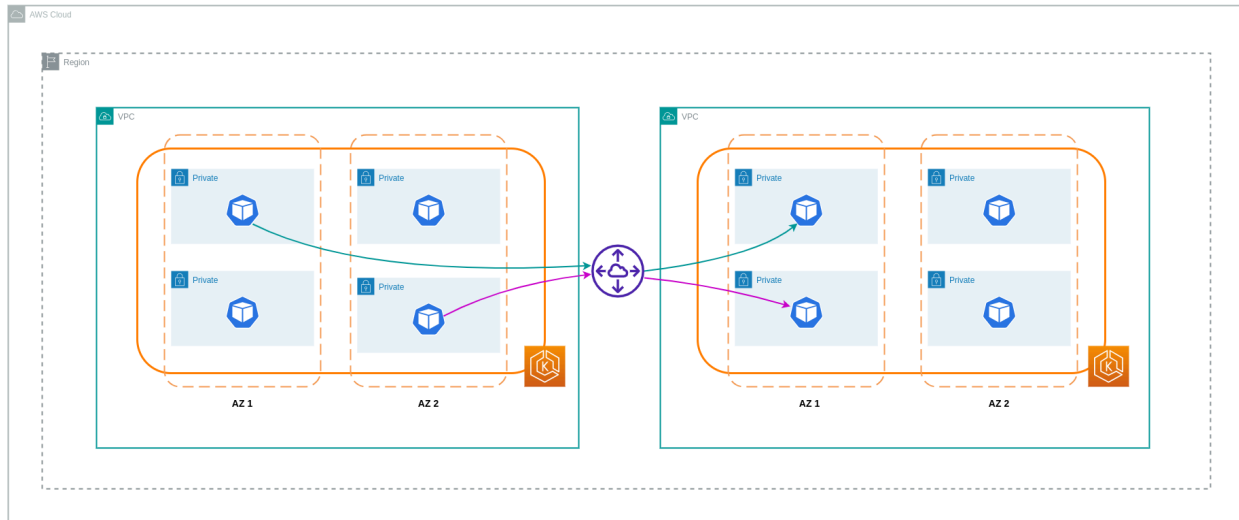 AWS Cloud
Region
VPC
Private
Private
Private
Private
AZ 1
AZ 2
VPC
Private
Private
Private
Private
AZ 1
AZ 2